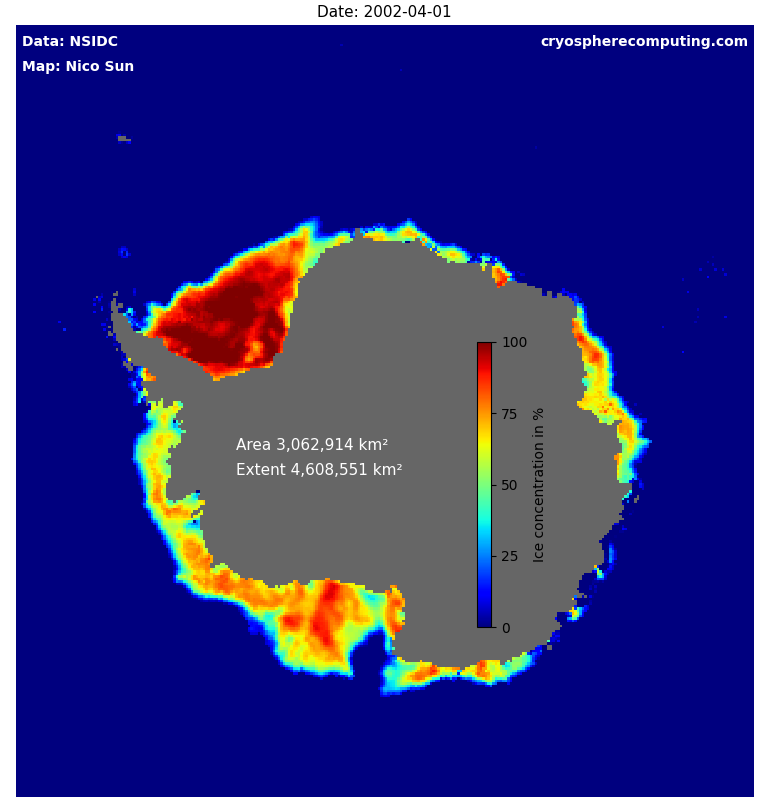 Date: 2002-04-01
Data: NSIDC
cryospherecomputing.com
Map: Nico Sun
Area 3,062,914 km²
Extent 4,608,551 km²
100
75
50
25
0
Ice concentration in %